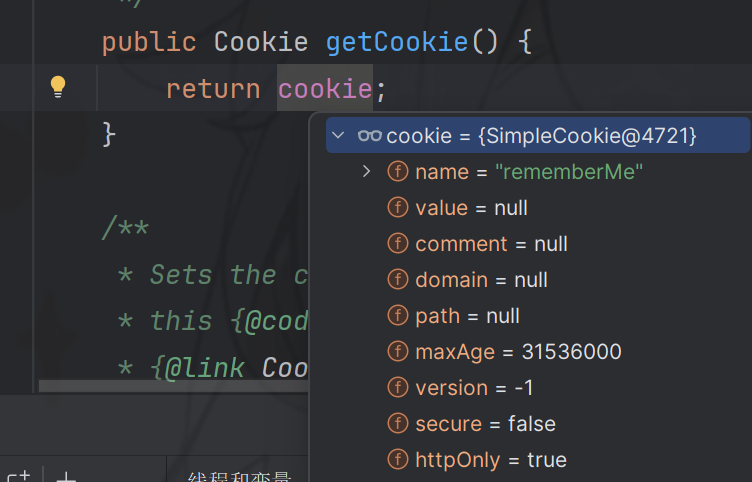 */
public Cookie getCookie() {
return cookie;
}
cookie = {SimpleCookie@4721}
name = "rememberMe"
value = null
comment = null
domain = null
path = null
maxAge = 31536000
version = -1
secure = false
httpOnly = true
/**
* Sets the c
* this {@cod
* {@link Coo
线程和变量